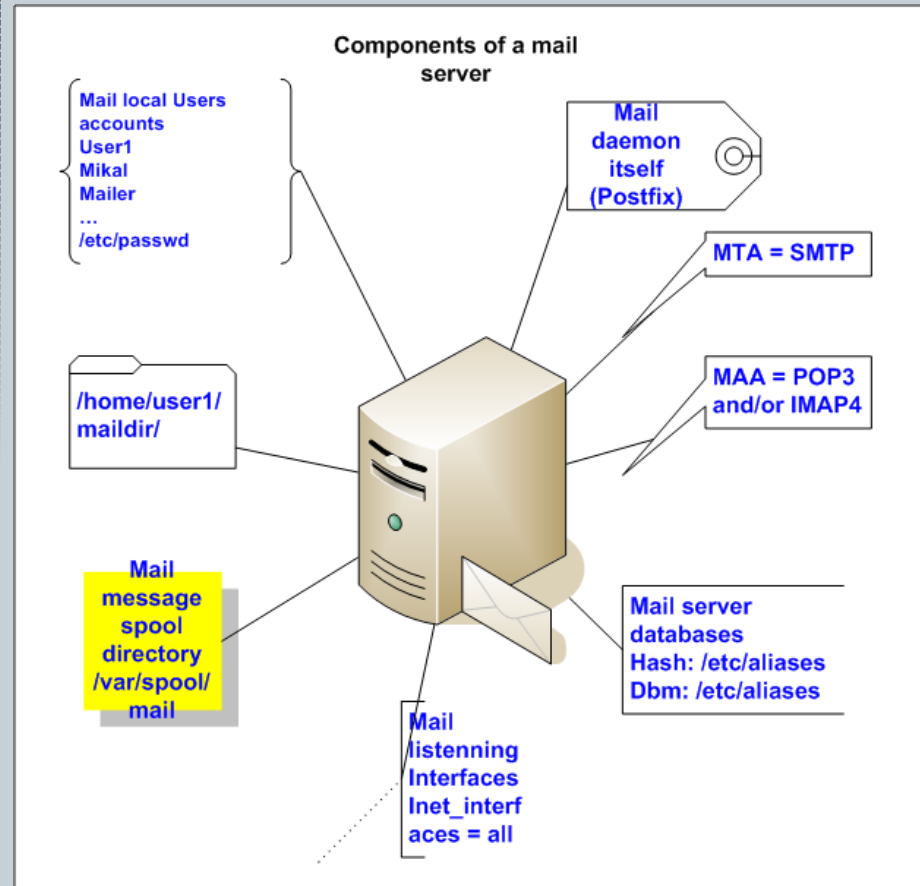 Components of a mail
server
Mail local Users
accounts
User1
Mikal
Mailer
...
/etc/passwd
Mail
daemon
itself
(Postfix)
MTA = SMTP
MAA = POP3
and/or IMAP4
/home/user1/
maildir/
Mail
message
spool
directory
/var/spool/
mail
Mail server
databases
Hash: /etc/aliases
Dbm: /etc/aliases
Mail
listenning
Interfaces
Inet_interf
aces = all